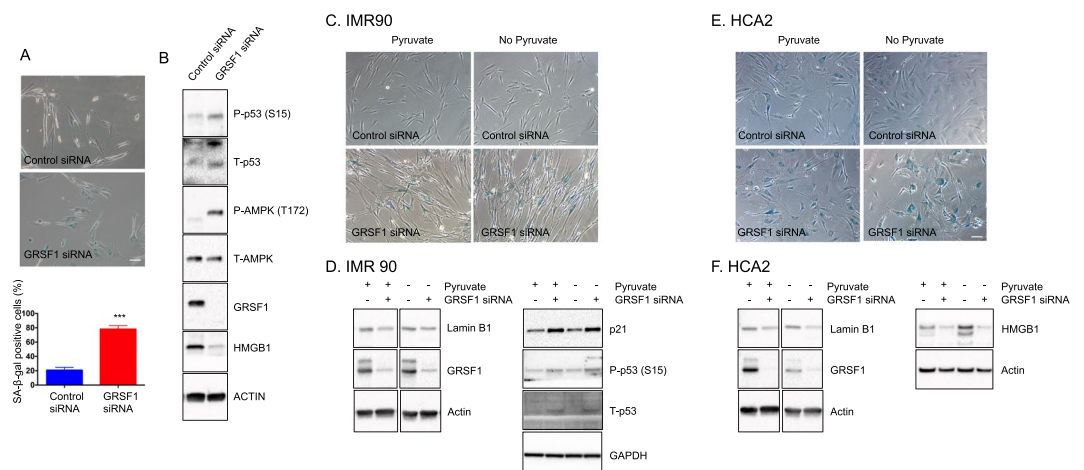 A
Control siRNA
GRSF1 siRNA
SA-β-gal positive cells (%)
100
80
60
40
20
0
***
Control siRNA
GRSF1 siRNA
B
Control siRNA
GRSF1 siRNA
P-p53 (S15)
T-p53
P-AMPK (T172)
T-AMPK
GRSF1
HMGB1
ACTIN
C. IMR90
Pyruvate
No Pyruvate
Control siRNA
Control siRNA
GRSF1 siRNA
GRSF1 siRNA
D. IMR 90
+ + - - Pyruvate
- + - + GRSF1 siRNA
Lamin B1
GRSF1
Actin
+ + - - Pyruvate
- + - + GRSF1 siRNA
p21
P-p53 (S15)
T-p53
GAPDH
E. HCA2
Pyruvate
No Pyruvate
Control siRNA
Control siRNA
GRSF1 siRNA
GRSF1 siRNA
F. HCA2
+ + - - Pyruvate
- + - + GRSF1 siRNA
Lamin B1
GRSF1
Actin
+ + - - Pyruvate
- + - + GRSF1 siRNA
HMGB1
Actin